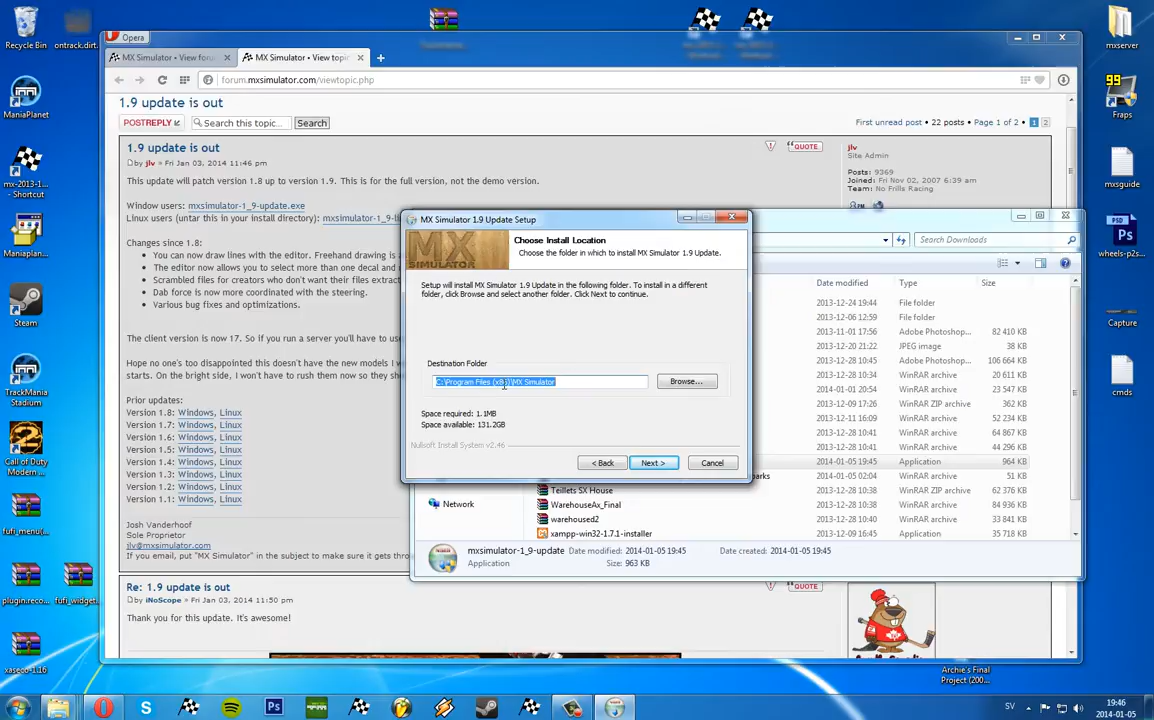 Recycle Bin
ontrack.dirt.
ManiaPlanet
mx-2013-1...
- Shortcut
Maniaplan...
Steam
TrackMania
Stadium
Call of Duty
Modern ...
fufi_menu(...
plugin.reco...
fufi_widget.
xaseco-1.16
Opera
MX Simulator • View foru
MX Simulator • View topi
forum.mxsimulator.com/viewtopic.php
1.9 update is out
POSTREPLY
Search this topic...
Search
First unread post • 22 posts • Page 1 of 2 • 1 2
1.9 update is out
QUOTE
by jlv » Fri Jan 03, 2014 11:46 pm
jlv
Site Admin
Posts: 9369
Joined: Fri Nov 02, 2007 6:39 am
Team: No Frills Racing
This update will patch version 1.8 up to version 1.9. This is for the full version, not the demo version.
Window users: mxsimulator-1_9-update.exe
Linux users (untar this in your install directory): mxsimulator-1_9-li
Changes since 1.8:
You can now draw lines with the editor. Freehand drawing is a
The editor now allows you to select more than one decal and
Scrambled files for creators who don't want their files extract
Dab force is now more coordinated with the steering.
Various bug fixes and optimizations.
The client version is now 17. So if you run a server you'll
Hope no one's too disappointed this doesn't have the new models I w
starts. On the bright side, I won't have to rush them now so they sho
Prior updates:
Version 1.8: Windows, Linux
Version 1.7: Windows, Linux
Version 1.6: Windows, Linux
Version 1.5: Windows, Linux
Version 1.4: Windows, Linux
Version 1.3: Windows, Linux
Version 1.2: Windows, Linux
Version 1.1: Windows, Linux
Josh Vanderhoof
Sole Proprietor
jlv@mxsimulator.com
If you email, put "MX Simulator" in the subject to make sure it gets thro
Re: 1.9 update is out
by iNoScope » Fri Jan 03, 2014 11:50 pm
QUOTE
Thank you for this update. It's awesome!
MX Simulator 1.9 Update Setup
MX
SIMULATOR
Choose Install Location
Choose the folder in which to install MX Simulator 1.9 Update.
Setup will install MX Simulator 1.9 Update in the following folder. To install in a different
folder, click Browse and select another folder. Click Next to continue.
Destination Folder
C:\Program Files (x86)\MX Simulator
Browse...
Space required: 1.1MB
Space available: 131.2GB
Nullsoft Install System v2.46
< Back
Next >
Cancel
Search Downloads
Date modified
Type
Size
2013-12-24 19:44 File folder
2013-12-06 12:59 File folder
2013-11-01 17:56 Adobe Photoshop... 82 410 KB
2013-12-20 21:22 JPEG image 38 KB
2013-12-09 20:28 Adobe Photoshop... 106 664 KB
2013-12-28 10:41 WinRAR archive 20 611 KB
2014-01-01 20:54 WinRAR archive 21 547 KB
2013-12-09 17:26 WinRAR ZIP archive 362 KB
2013-12-11 16:09 WinRAR archive 12 234 KB
2013-12-28 10:41 WinRAR archive 64 867 KB
2013-12-28 10:41 WinRAR archive 44 296 KB
2014-01-05 19:45 Application 964 KB
parks 2014-01-05 02:04 WinRAR archive 51 KB
Teillets SX House 2013-12-28 10:38 WinRAR ZIP archive 62 376 KB
WarehouseAx_Final 2013-12-28 10:38 WinRAR archive 84 936 KB
warehoused2 2013-12-28 10:40 WinRAR archive 33 841 KB
xampp-win32-1.7.1-installer 2013-12-09 17:33 Application 35 718 KB
Network
mxsimulator-1_9-update Date modified: 2014-01-05 19:45 Date created: 2014-01-05 19:45
Application Size: 963 KB
mxserver
99
Fraps
mxsguide
PSD
Ps
wheels-p2s...
Capture
cmds
Archie's Final
Project (200...
SV
19:46
2014-01-05